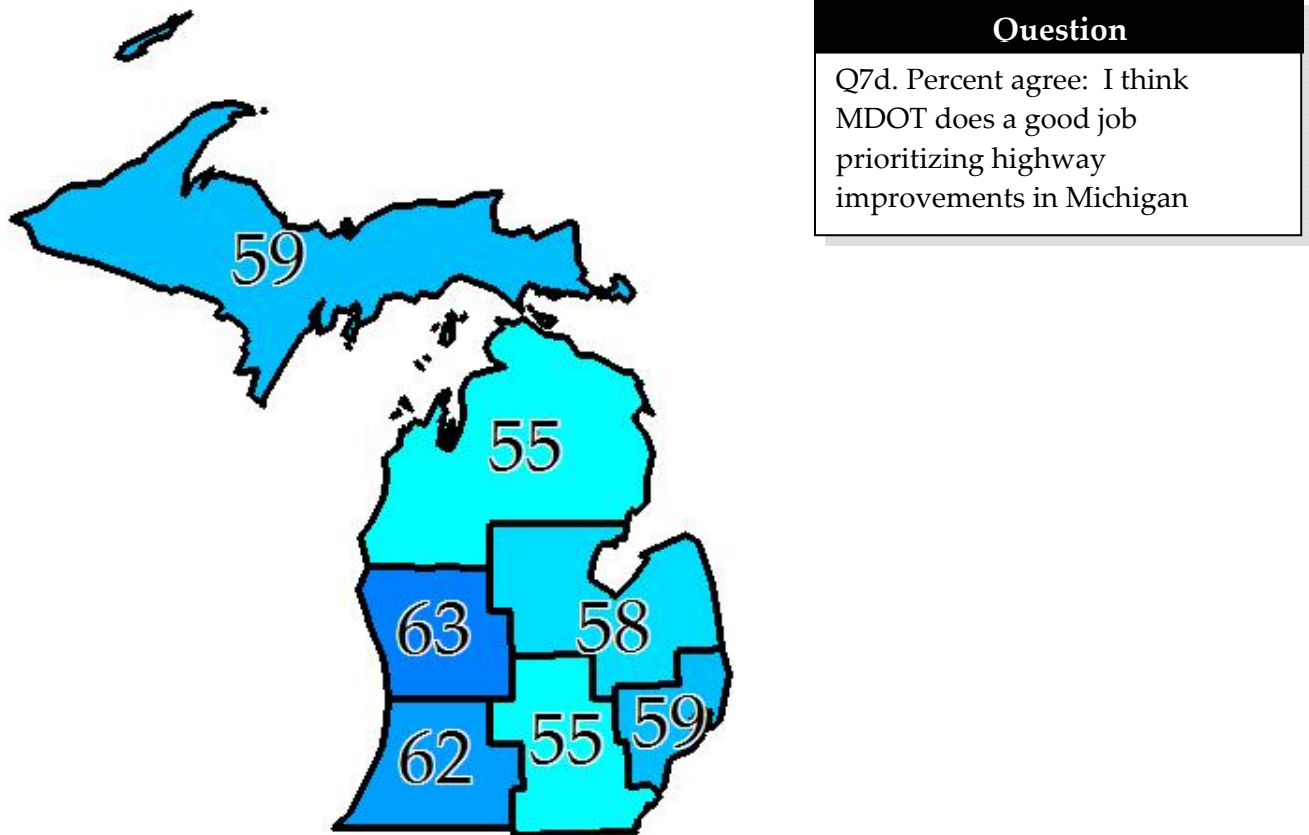 Question
Q7d. Percent agree: I think
MDOT does a good job
prioritizing highway
improvements in Michigan
59
55
63
58
59
55
62